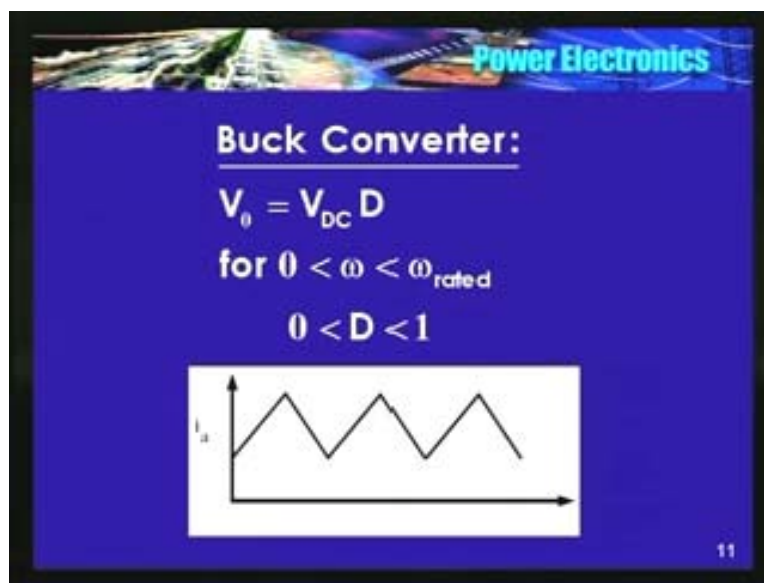 Power Electronics
Buck Converter:
V₀ = V_DC D
for 0 < ω < ω_rated
0 < D < 1
i_a
11